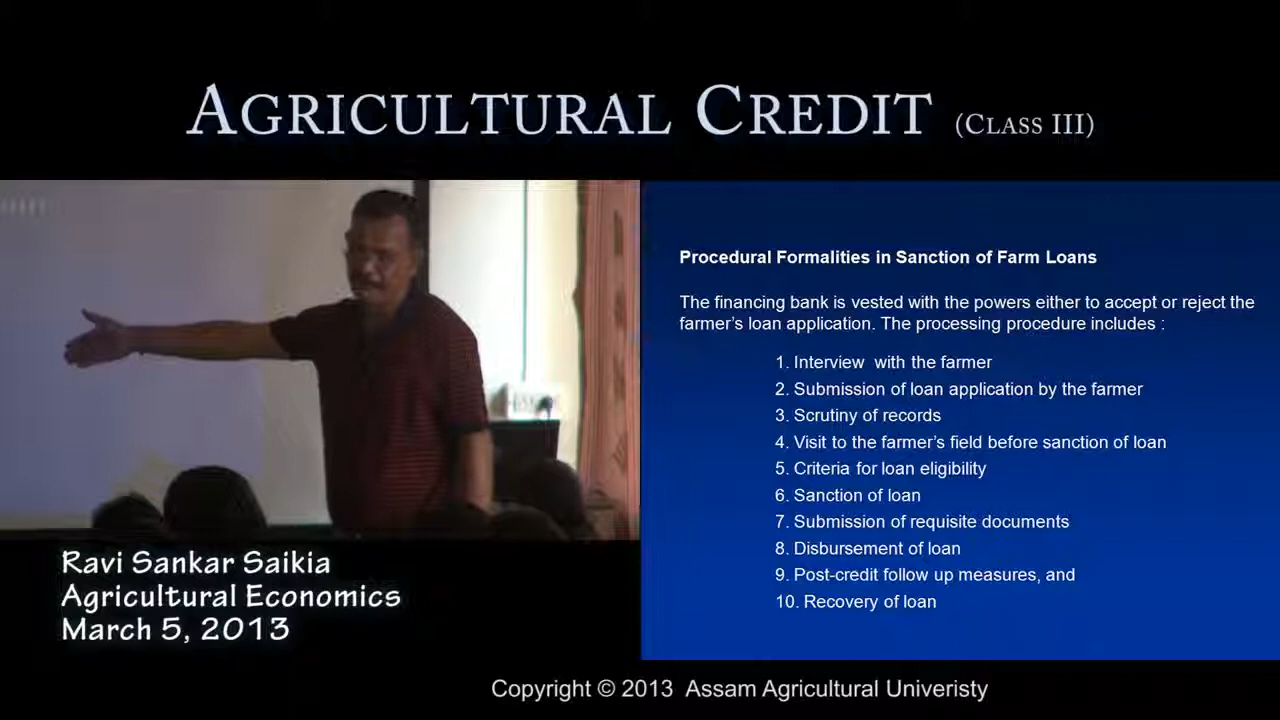 AGRICULTURAL CREDIT (CLASS III)
Procedural Formalities in Sanction of Farm Loans
The financing bank is vested with the powers either to accept or reject the
farmer's loan application. The processing procedure includes :
1. Interview with the farmer
2. Submission of loan application by the farmer
3. Scrutiny of records
4. Visit to the farmer's field before sanction of loan
5. Criteria for loan eligibility
6. Sanction of loan
7. Submission of requisite documents
8. Disbursement of loan
9. Post-credit follow up measures, and
10. Recovery of loan
Ravi Sankar Saikia
Agricultural Economics
March 5, 2013
Copyright © 2013 Assam Agricultural Univeristy